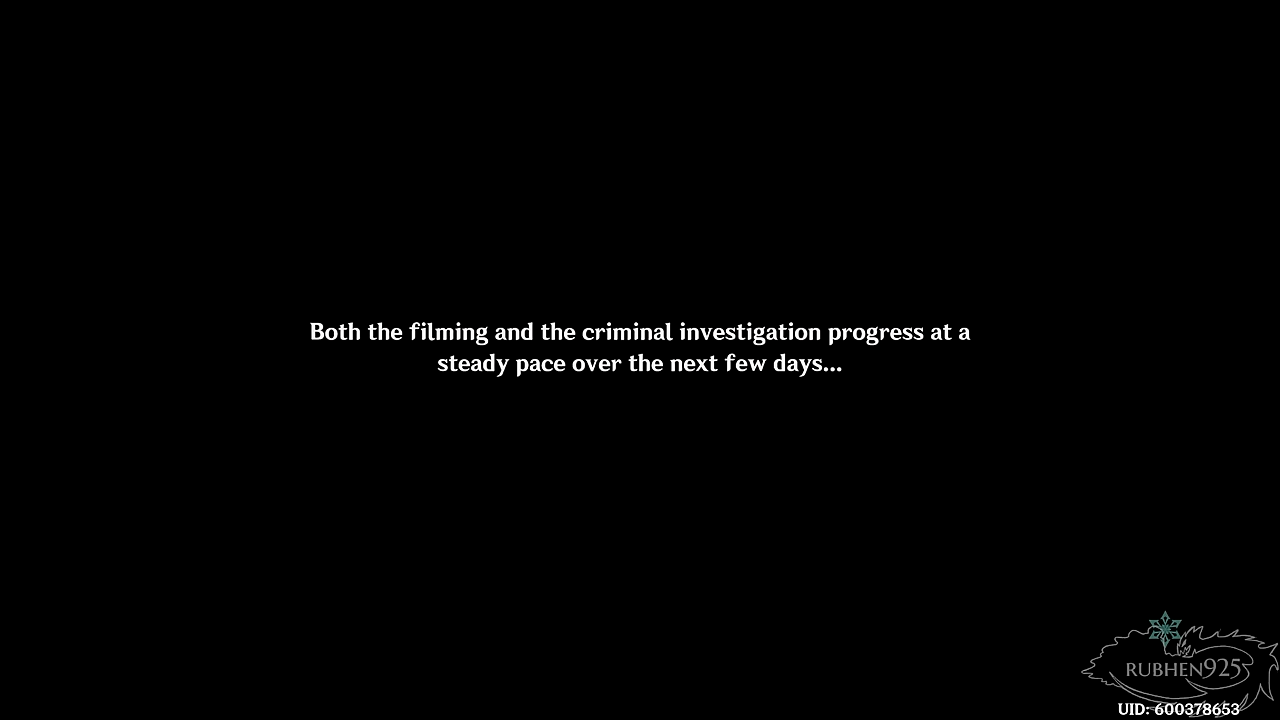 Both the filming and the criminal investigation progress at a
steady pace over the next few days...
RUBHEN925
UID: 600378653